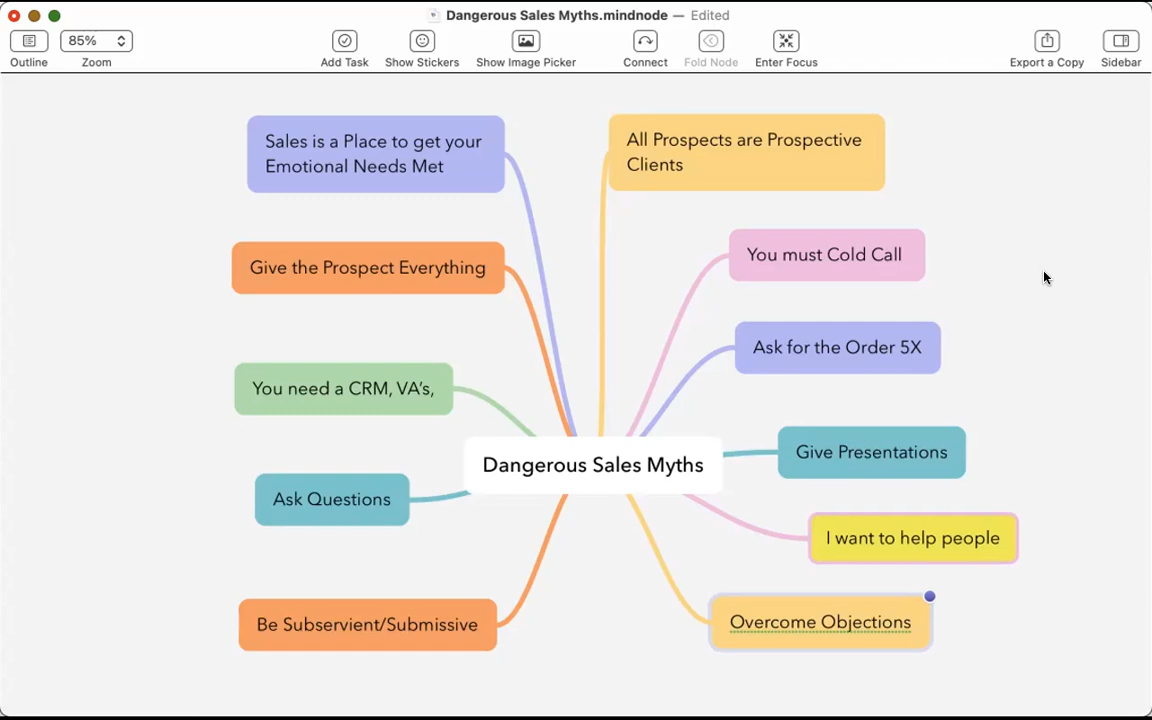 Dangerous Sales Myths.mindnode — Edited
85%
Outline
Zoom
Add Task
Show Stickers
Show Image Picker
Connect
Fold Node
Enter Focus
Export a Copy
Sidebar
Sales is a Place to get your
Emotional Needs Met
Give the Prospect Everything
You need a CRM, VA’s,
Ask Questions
Be Subservient/Submissive
Dangerous Sales Myths
All Prospects are Prospective
Clients
You must Cold Call
Ask for the Order 5X
Give Presentations
I want to help people
Overcome Objections